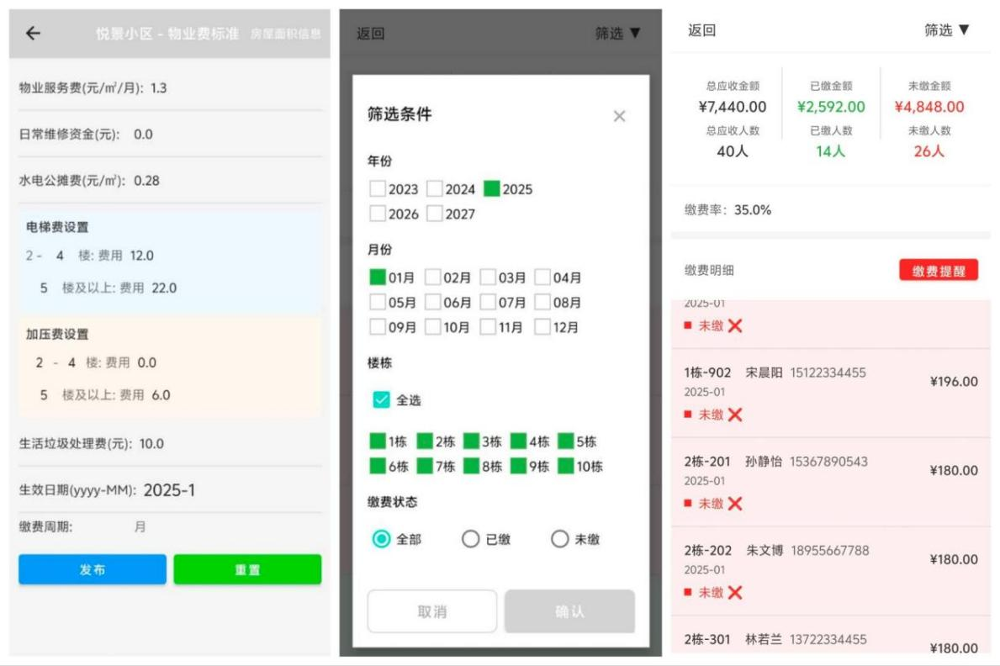 悦景小区 - 物业费标准 房屋面积信息
物业服务费(元/㎡/月): 1.3
日常维修资金(元): 0.0
水电公摊费(元/㎡): 0.28
电梯费设置
2 - 4 楼: 费用 12.0
5 楼及以上: 费用 22.0
加压费设置
2 - 4 楼: 费用 0.0
5 楼及以上: 费用 6.0
生活垃圾处理费(元): 10.0
生效日期(yyyy-MM): 2025-1
缴费周期: 月
发布 重置
返回 筛选 ▼
筛选条件 ×
年份
2023 2024 2025
2026 2027
月份
01月 02月 03月 04月
05月 06月 07月 08月
09月 10月 11月 12月
楼栋
全选
1栋 2栋 3栋 4栋 5栋
6栋 7栋 8栋 9栋 10栋
缴费状态
全部 已缴 未缴
取消 确认
返回 筛选 ▼
总应收金额 已缴金额 未缴金额
¥7,440.00 ¥2,592.00 ¥4,848.00
总应收人数 已缴人数 未缴人数
40人 14人 26人
缴费率: 35.0%
缴费明细 缴费提醒
2025-01
未缴 ❌
1栋-902 宋晨阳 15122334455 ¥196.00
2025-01
未缴 ❌
2栋-201 孙静怡 15367890543 ¥180.00
2025-01
未缴 ❌
2栋-202 朱文博 18955667788 ¥180.00
2025-01
未缴 ❌
2栋-301 林若兰 13722334455 ¥180.00